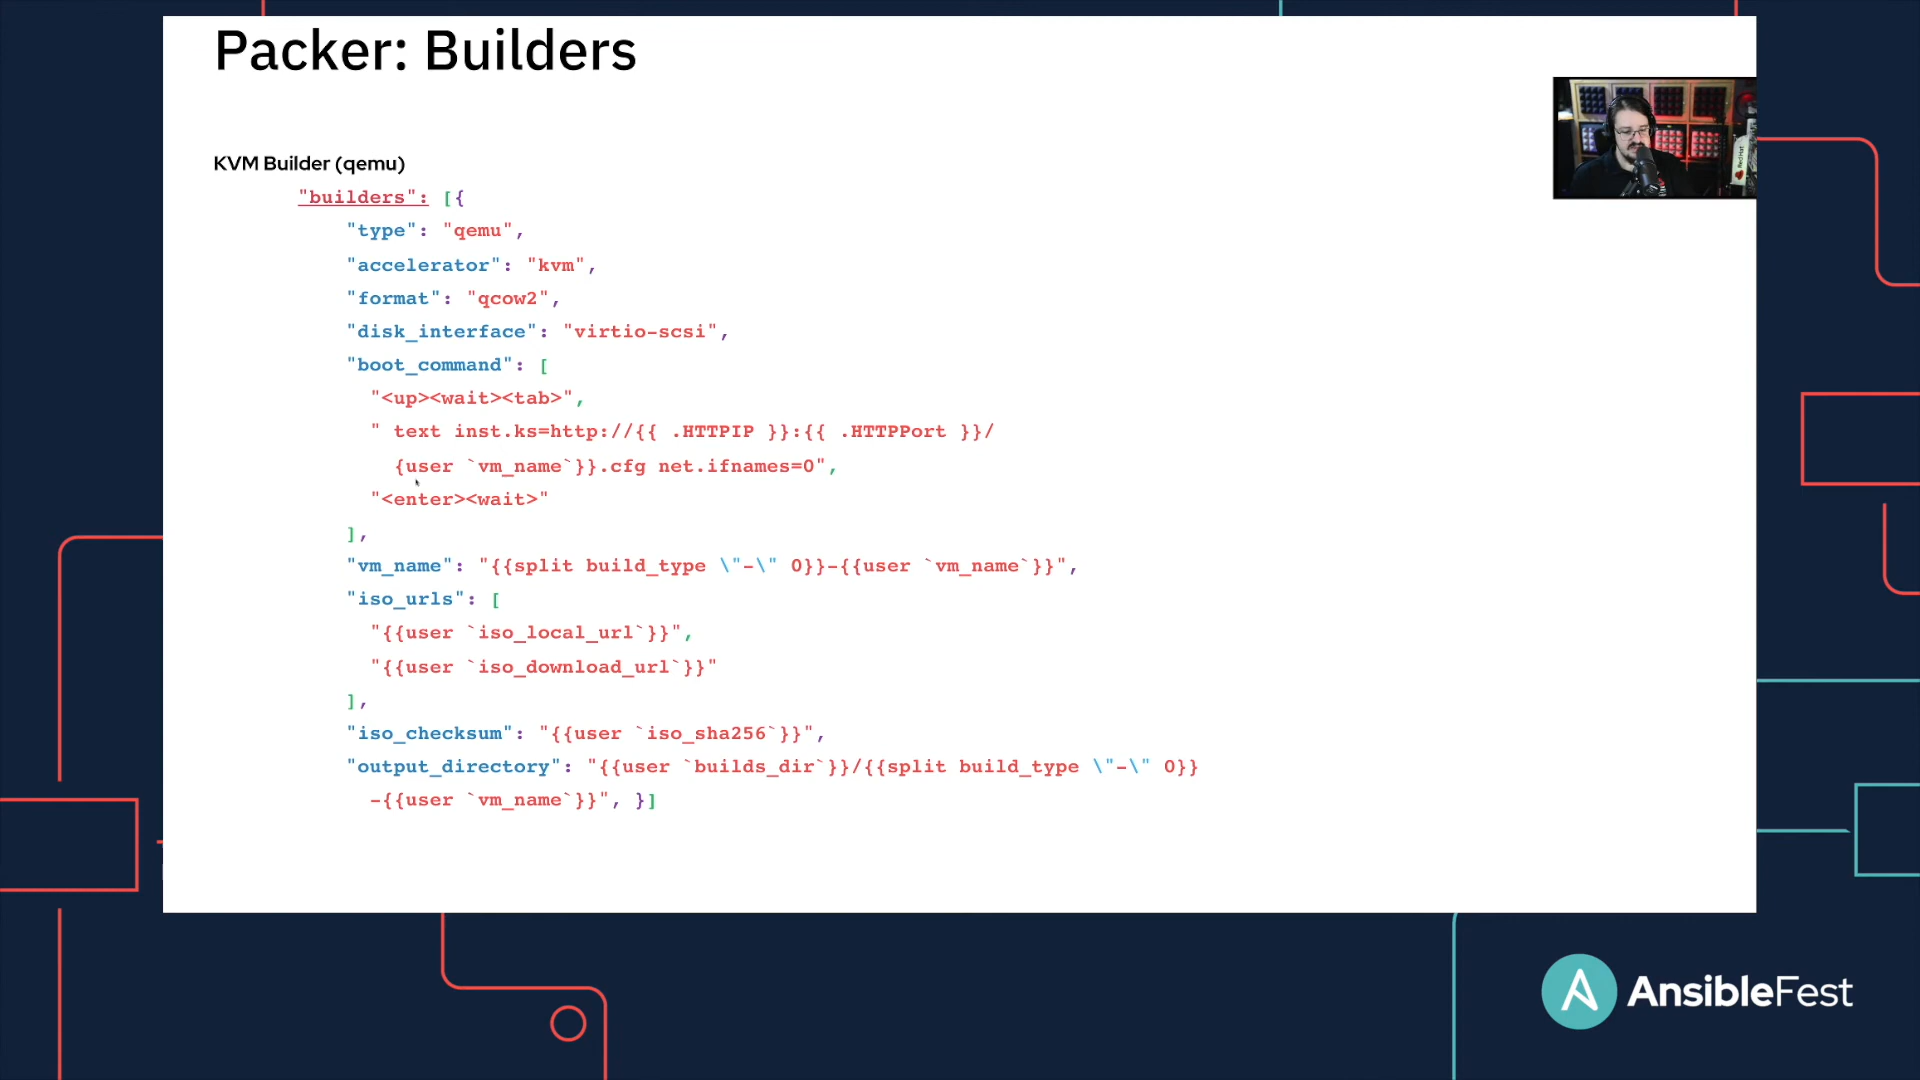 Packer: Builders
KVM Builder (qemu)
"builders": [{
"type": "qemu",
"accelerator": "kvm",
"format": "qcow2",
"disk_interface": "virtio-scsi",
"boot_command": [
"<up><wait><tab>",
" text inst.ks=http://{{ .HTTPIP }}:{{ .HTTPPort }}/
{user `vm_name`}}.cfg net.ifnames=0",
"<enter><wait>"
],
"vm_name": "{{split build_type \"-\" 0}}-{{user `vm_name`}}",
"iso_urls": [
"{{user `iso_local_url`}}",
"{{user `iso_download_url`}}"
],
"iso_checksum": "{{user `iso_sha256`}}",
"output_directory": "{{user `builds_dir`}}/{{split build_type \"-\" 0}}
-{{user `vm_name`}}", }]
Red Hat
AnsibleFest